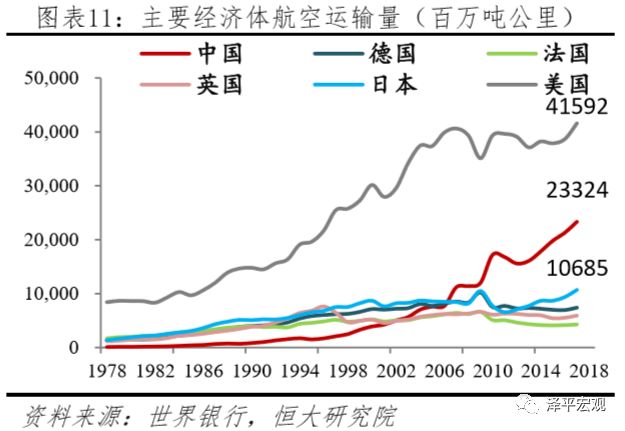 图表11：主要经济体航空运输量（百万吨公里）
中国 德国 法国
英国 日本 美国
50,000
41592
40,000
30,000
23324
20,000
10685
10,000
0
1978 1982 1986 1990 1994 1998 2002 2006 2010 2014 2018
资料来源：世界银行，恒大研究院
泽平宏观